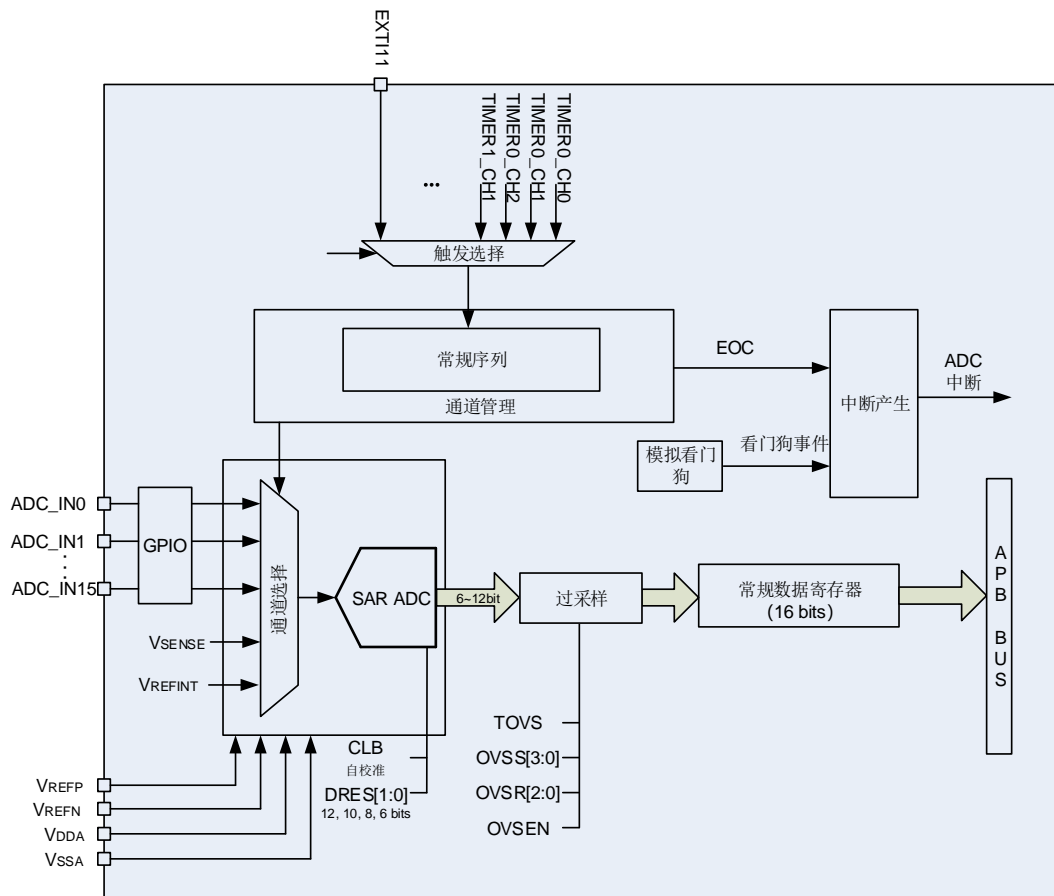 EXTI11
TIMER1_CH1
TIMER0_CH2
TIMER0_CH1
TIMER0_CH0
...
触发选择
常规序列
通道管理
EOC
ADC
中断
中断产生
模拟看门
狗
看门狗事件
ADC_IN0
ADC_IN1
ADC_IN15
GPIO
通道选择
VSENSE
VREFINT
SAR ADC
6~12bit
过采样
常规数据寄存器
(16 bits)
APB BUS
CLB
自校准
DRES[1:0]
12, 10, 8, 6 bits
TOVS
OVSS[3:0]
OVSR[2:0]
OVSEN
VREFP
VREFN
VDDA
VSSA